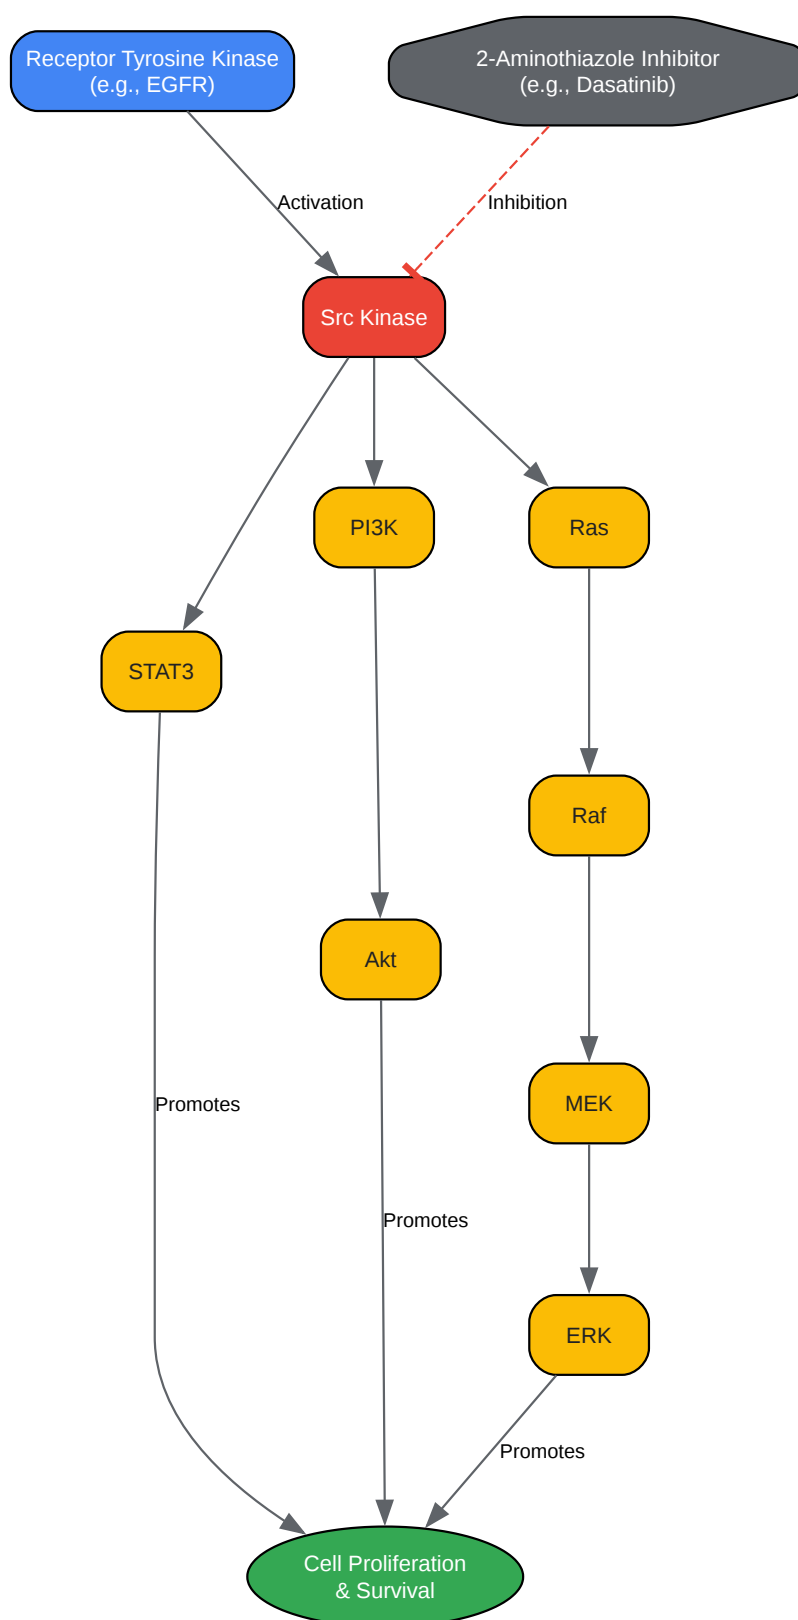 Receptor Tyrosine Kinase
(e.g., EGFR)
2-Aminothiazole Inhibitor
(e.g., Dasatinib)
Activation
Inhibition
Src Kinase
PI3K
Ras
STAT3
Raf
Akt
MEK
Promotes
Promotes
ERK
Promotes
Cell Proliferation
& Survival